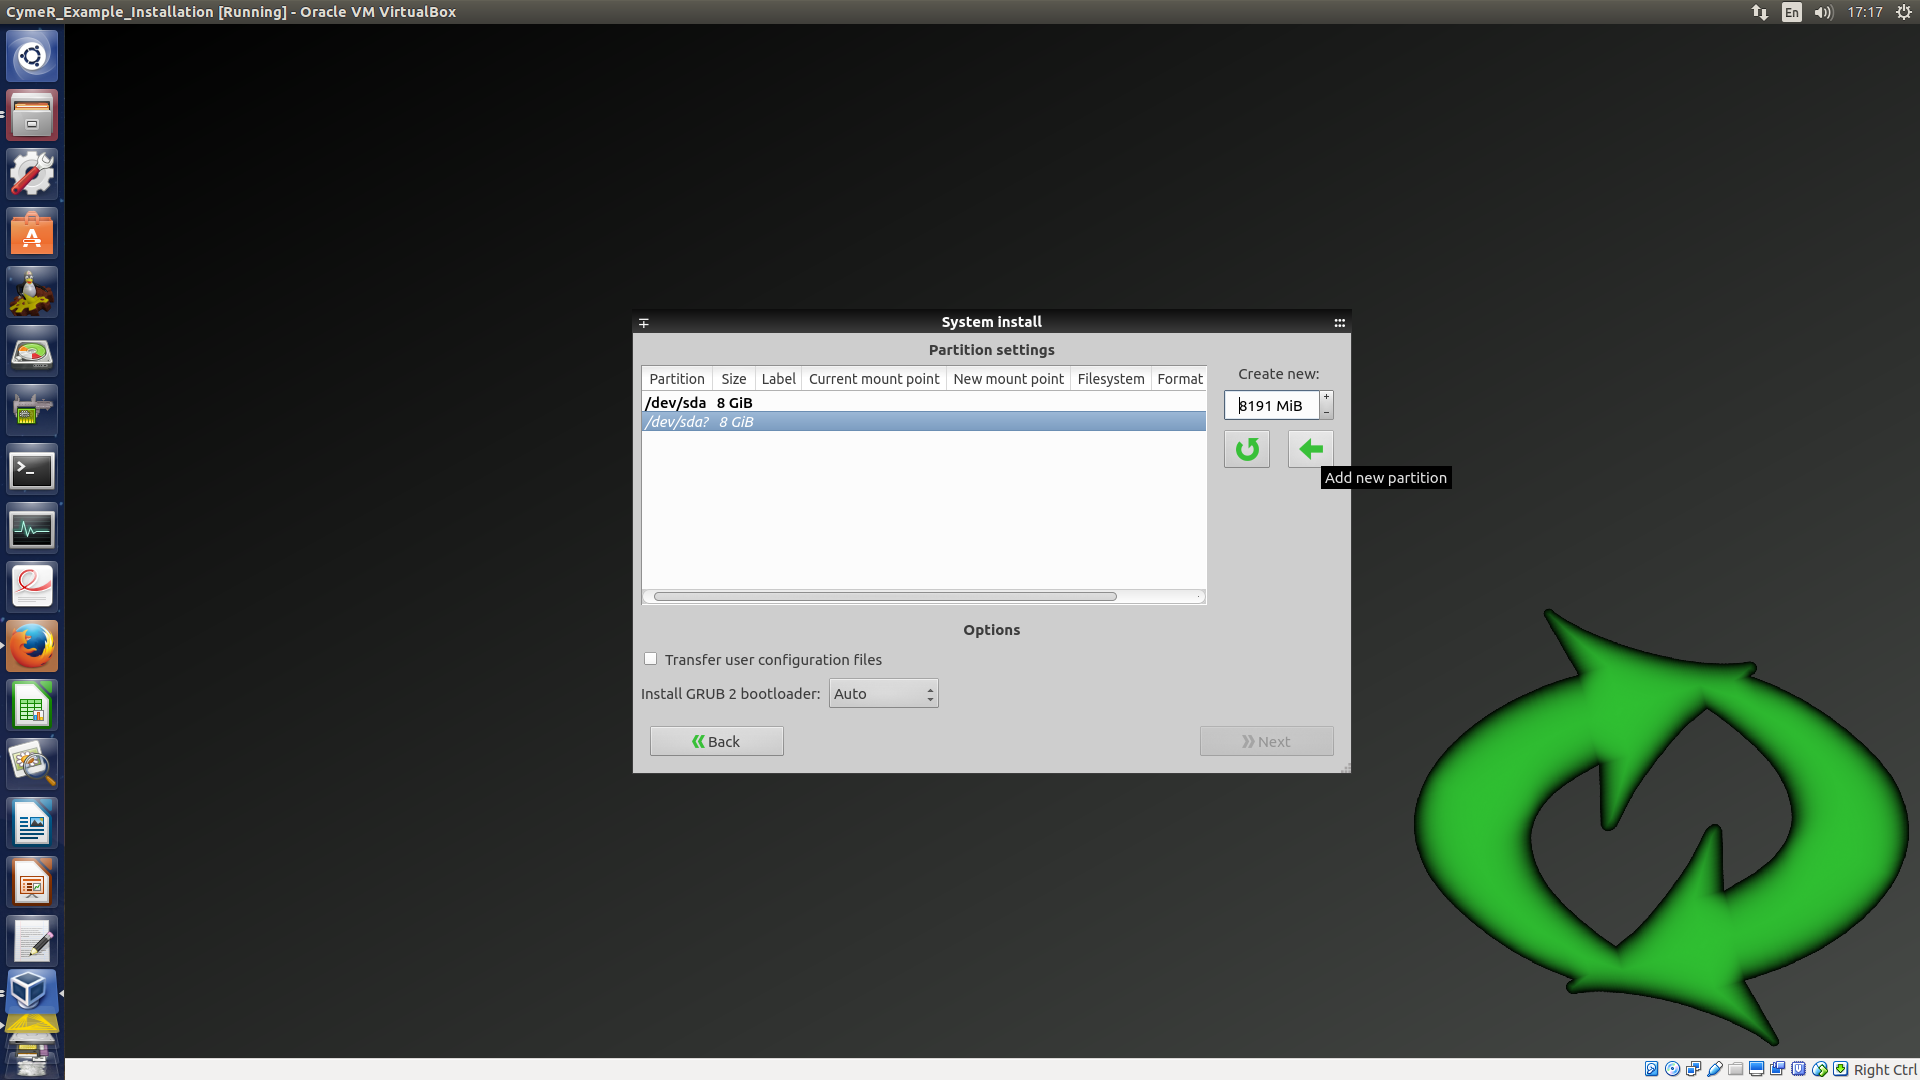 CymeR_Example_Installation [Running] - Oracle VM VirtualBox
En
17:17
System install
Partition settings
Partition Size Label Current mount point New mount point Filesystem Format
/dev/sda 8 GiB
/dev/sda? 8 GiB
Create new:
8191 MiB
Add new partition
Options
Transfer user configuration files
Install GRUB 2 bootloader: Auto
Back
Next
Right Ctrl